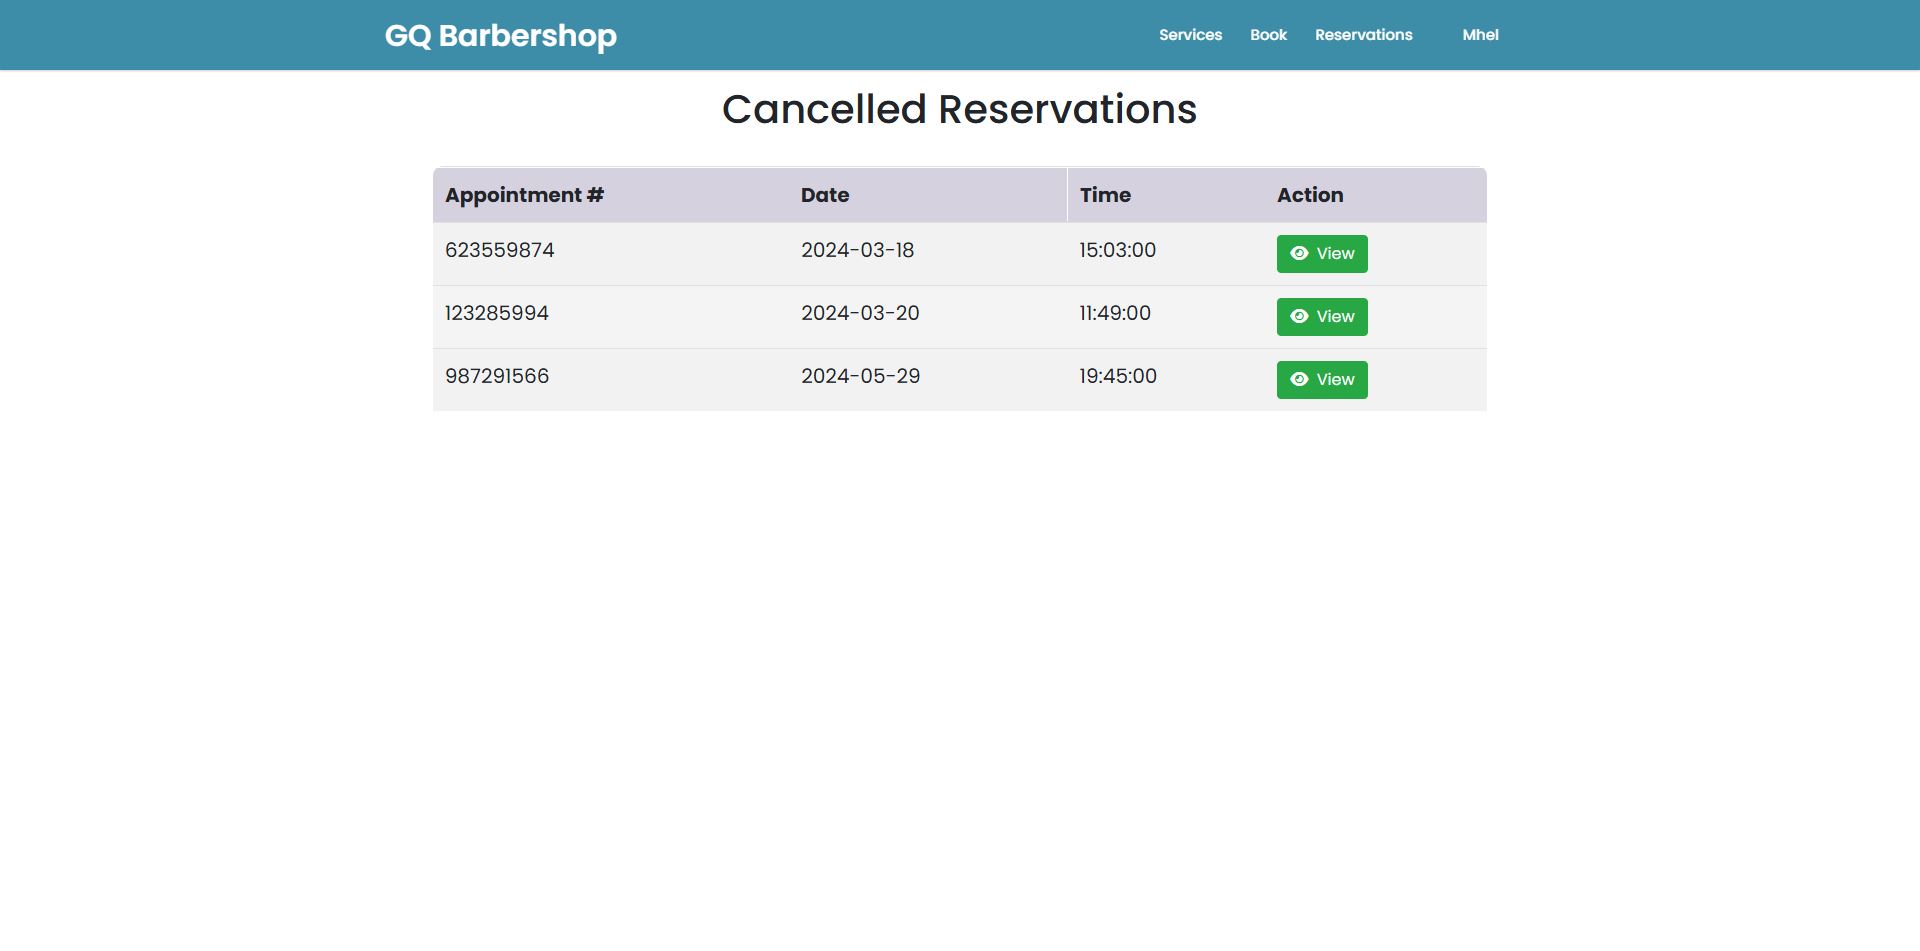 GQ Barbershop Services Book Reservations Mhel
Cancelled Reservations
Appointment # Date Time Action
623559874 2024-03-18 15:03:00 View
123285994 2024-03-20 11:49:00 View
987291566 2024-05-29 19:45:00 View